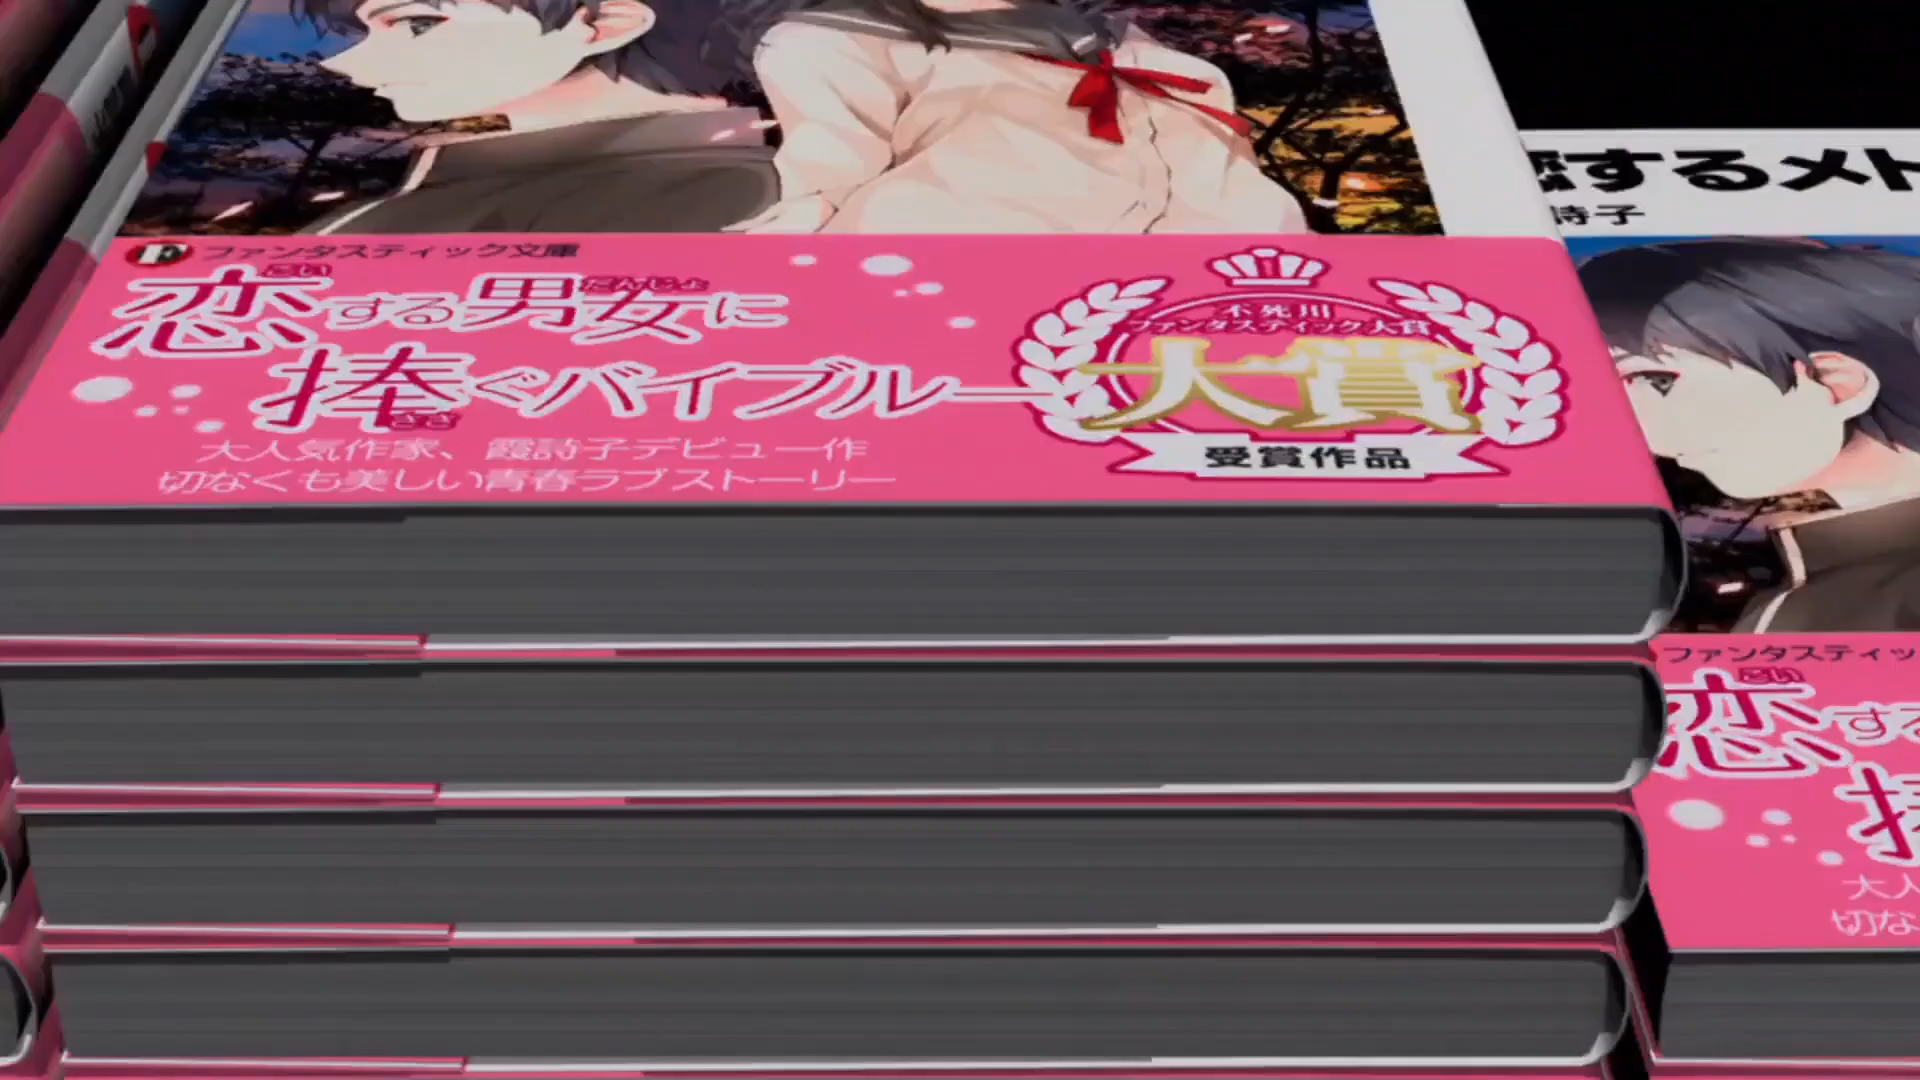 ファンタスティック文庫
恋する男女に
こい だんじょ
捧ぐバイブルー
ささ
大人気作家、霞詩子デビュー作
切なくも美しい青春ラブストーリー
不死川
ファンタスティック大賞
大賞
受賞作品
恋するメト
詩子
ファンタスティッ
こい
恋する
捧
大人
切な